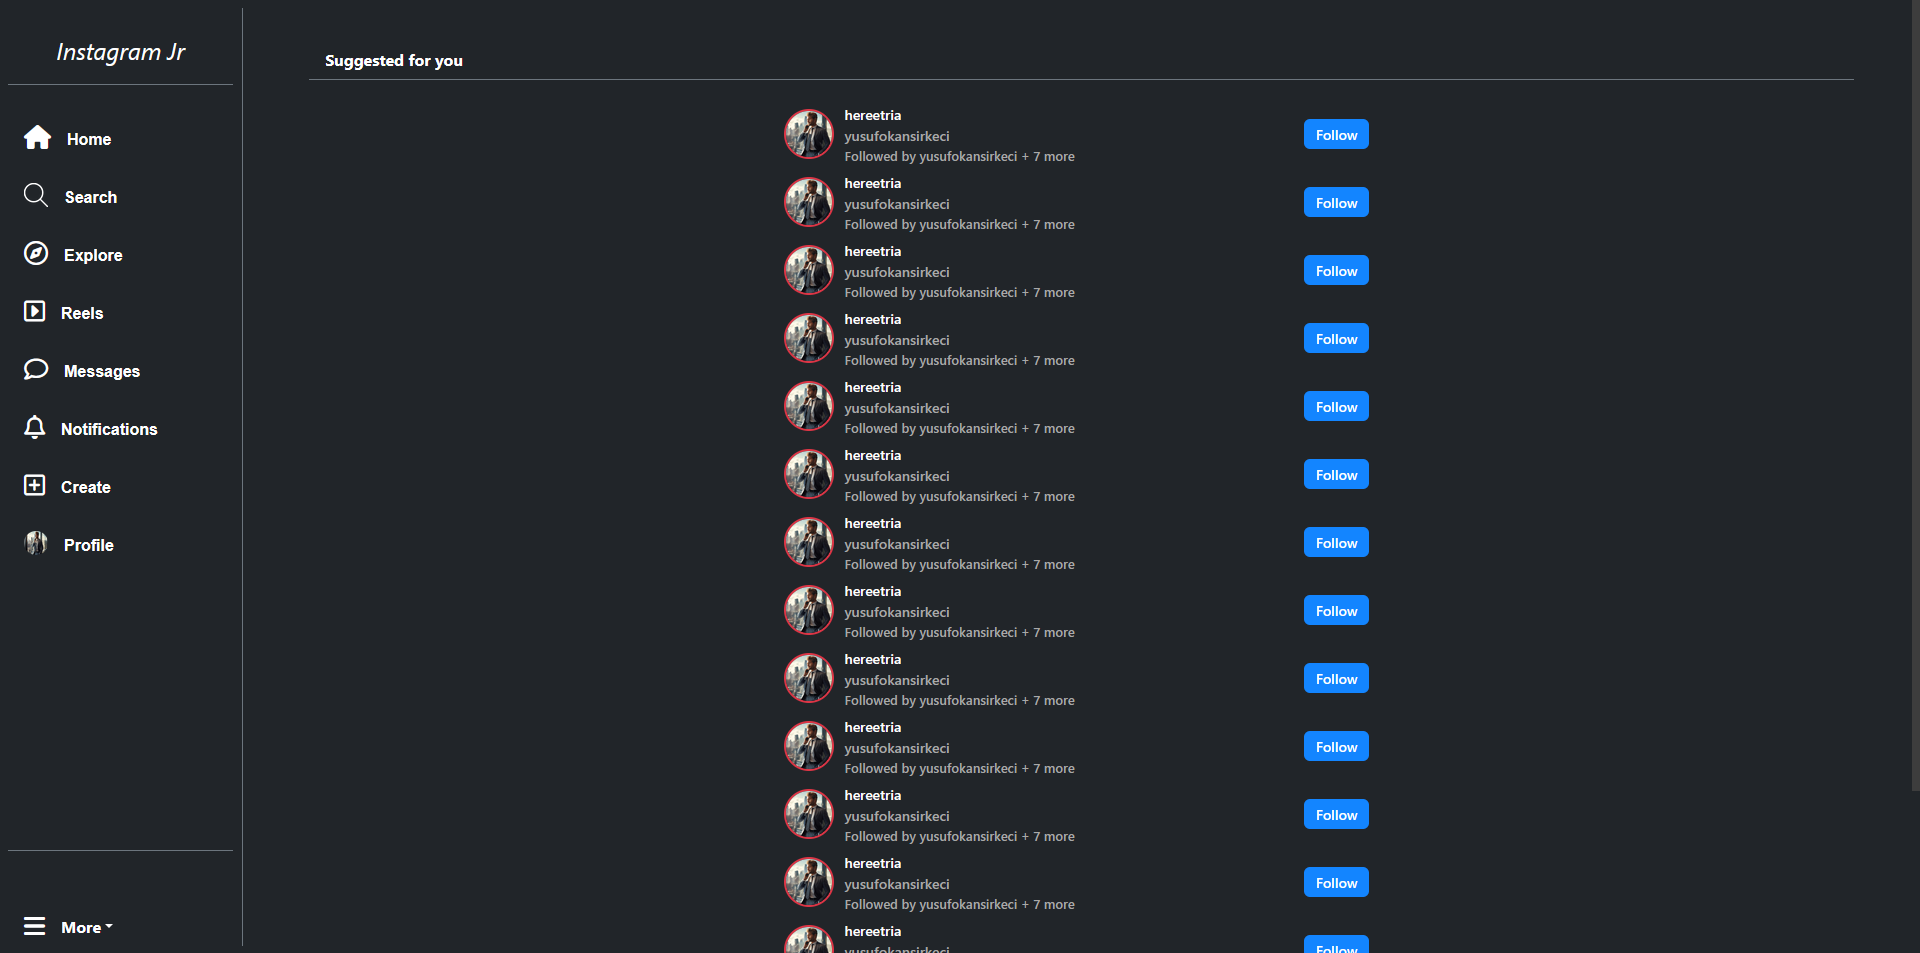 Instagram Jr
Home
Search
Explore
Reels
Messages
Notifications
Create
Profile
More
Suggested for you
hereetria
yusufokansirkeci
Followed by yusufokansirkeci + 7 more
Follow
hereetria
yusufokansirkeci
Followed by yusufokansirkeci + 7 more
Follow
hereetria
yusufokansirkeci
Followed by yusufokansirkeci + 7 more
Follow
hereetria
yusufokansirkeci
Followed by yusufokansirkeci + 7 more
Follow
hereetria
yusufokansirkeci
Followed by yusufokansirkeci + 7 more
Follow
hereetria
yusufokansirkeci
Followed by yusufokansirkeci + 7 more
Follow
hereetria
yusufokansirkeci
Followed by yusufokansirkeci + 7 more
Follow
hereetria
yusufokansirkeci
Followed by yusufokansirkeci + 7 more
Follow
hereetria
yusufokansirkeci
Followed by yusufokansirkeci + 7 more
Follow
hereetria
yusufokansirkeci
Followed by yusufokansirkeci + 7 more
Follow
hereetria
yusufokansirkeci
Followed by yusufokansirkeci + 7 more
Follow
hereetria
yusufokansirkeci
Followed by yusufokansirkeci + 7 more
Follow
hereetria
yusufokansirkeci
Follow